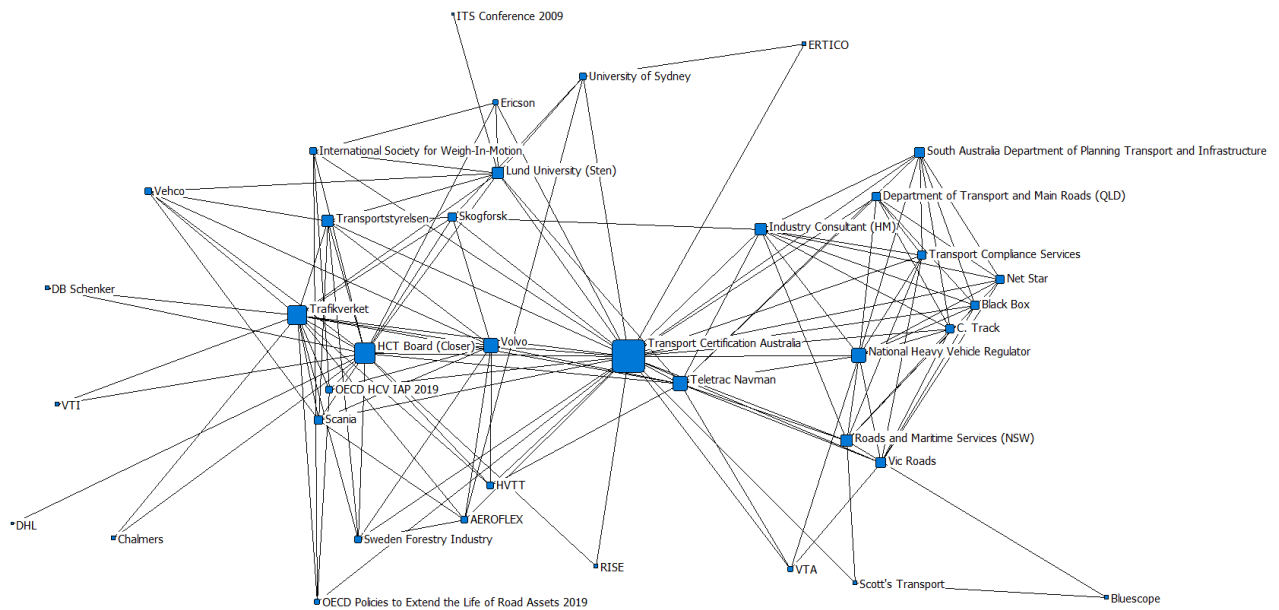 ITS Conference 2009
ERTICO
University of Sydney
Ericson
International Society for Weigh-In-Motion
South Australia Department of Planning Transport and Infrastructure
Lund University (Sten)
Vehco
Department of Transport and Main Roads (QLD)
Transportstyrelsen
Skogforsk
Industry Consultant (HM)
Transport Compliance Services
Net Star
DB Schenker
Black Box
Trafikverket
C. Track
HCT Board (Closer)
Volvo
Transport Certification Australia
National Heavy Vehicle Regulator
Teletrac Navman
OECD HCV IAP 2019
VTI
Scania
Roads and Maritime Services (NSW)
Vic Roads
HVTT
AEROFLEX
DHL
Chalmers
Sweden Forestry Industry
RISE
VTA
Scott's Transport
Bluescope
OECD Policies to Extend the Life of Road Assets 2019